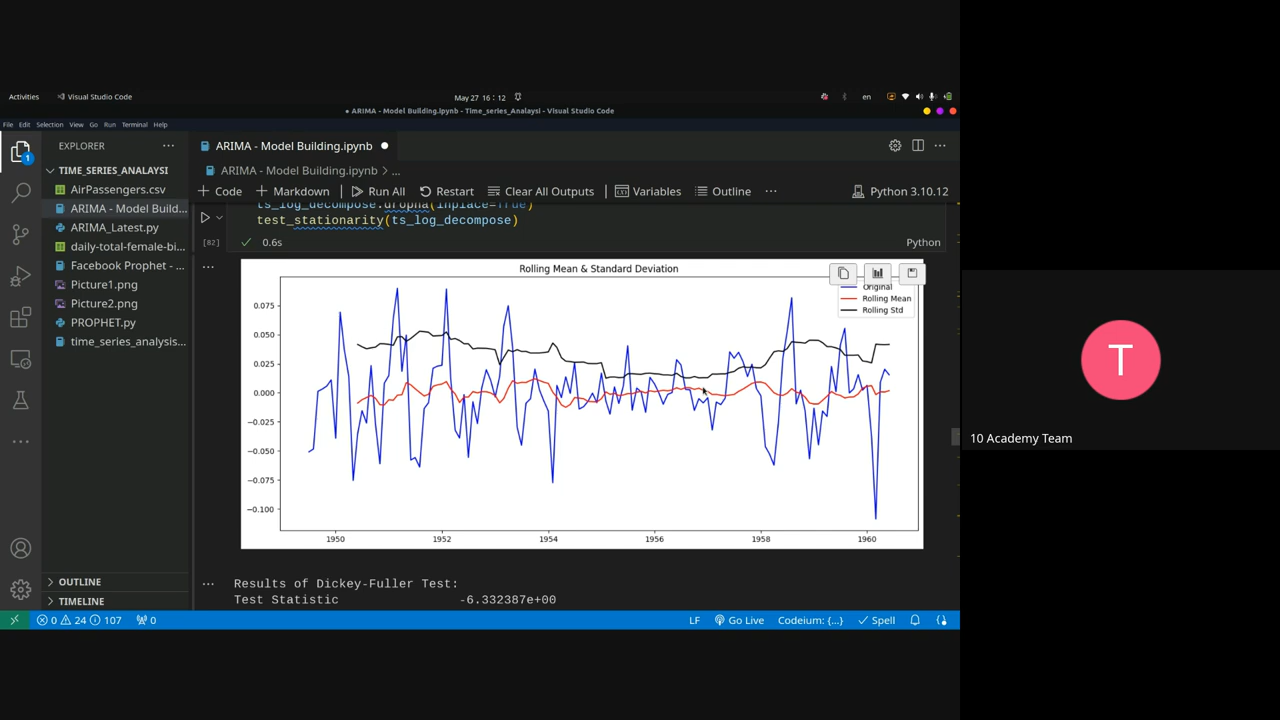 Activities
Visual Studio Code
May 27 16 : 12
en
ARIMA - Model Building.ipynb - Time_series_Analaysi - Visual Studio Code
File Edit Selection View Go Run Terminal Help
EXPLORER
TIME_SERIES_ANALAYSI
AirPassengers.csv
ARIMA - Model Build...
ARIMA_Latest.py
daily-total-female-bi...
Facebook Prophet - ...
Picture1.png
Picture2.png
PROPHET.py
time_series_analysis...
OUTLINE
TIMELINE
1
ARIMA - Model Building.ipynb
ARIMA - Model Building.ipynb > ...
+ Code + Markdown Run All Restart Clear All Outputs Variables Outline ... Python 3.10.12
ts_log_decompose.dropna(inplace=True)
test_stationarity(ts_log_decompose)
[82] 0.6s Python
Rolling Mean & Standard Deviation
Original
Rolling Mean
Rolling Std
0.075
0.050
0.025
0.000
−0.025
−0.050
−0.075
−0.100
1950 1952 1954 1956 1958 1960
Results of Dickey-Fuller Test:
Test Statistic -6.332387e+00
0 24 107 0 LF Go Live Codeium: {...} Spell
T
10 Academy Team